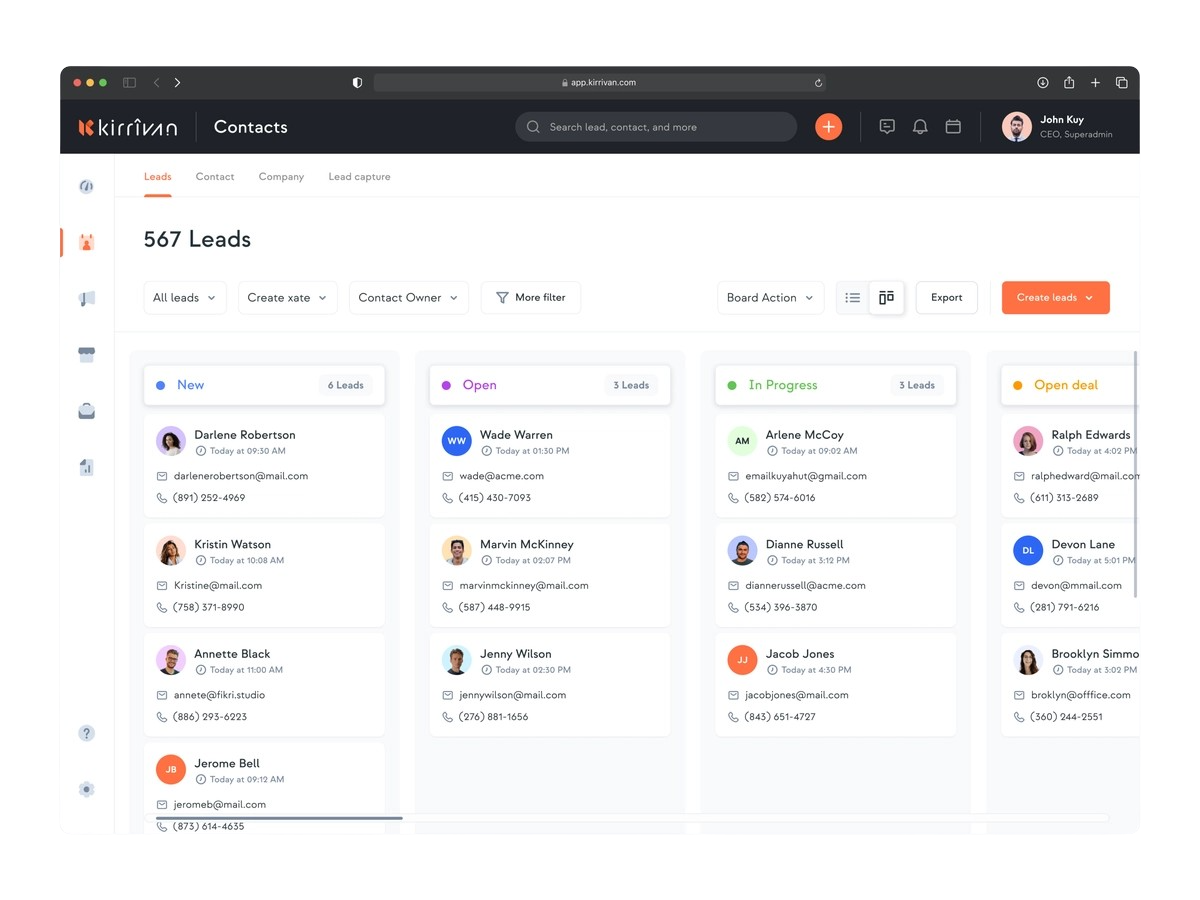 app.kirrivan.com
kirrivan
Contacts
Search lead, contact, and more
John Kuy
CEO, Superadmin
Leads
Contact
Company
Lead capture
567 Leads
All leads
Create xate
Contact Owner
More filter
Board Action
Export
Create leads
New
6 Leads
Darlene Robertson
Today at 09:30 AM
darlenerobertson@mail.com
(891) 252-4969
Kristin Watson
Today at 10:08 AM
Kristine@mail.com
(758) 371-8990
Annette Black
Today at 11:00 AM
annete@fikri.studio
(886) 293-6223
JB
Jerome Bell
Today at 09:12 AM
jeromeb@mail.com
(873) 614-4635
Open
3 Leads
WW
Wade Warren
Today at 01:30 PM
wade@acme.com
(415) 430-7093
Marvin McKinney
Today at 02:07 PM
marvinmckinney@mail.com
(587) 448-9915
Jenny Wilson
Today at 02:30 PM
jennywilson@mail.com
(276) 881-1656
In Progress
3 Leads
AM
Arlene McCoy
Today at 09:02 AM
emailkuyahut@gmail.com
(582) 574-6016
Dianne Russell
Today at 3:12 PM
diannerussell@acme.com
(534) 396-3870
JJ
Jacob Jones
Today at 4:30 PM
jacobjones@mail.com
(843) 651-4727
Open deal
Ralph Edwards
Today at 4:02 PM
ralphedward@mail.com
(611) 313-2689
DL
Devon Lane
Today at 5:01 PM
devon@mmail.com
(281) 791-6216
Brooklyn Simmo
Today at 3:02 PM
broklyn@offfice.com
(360) 244-2551
?